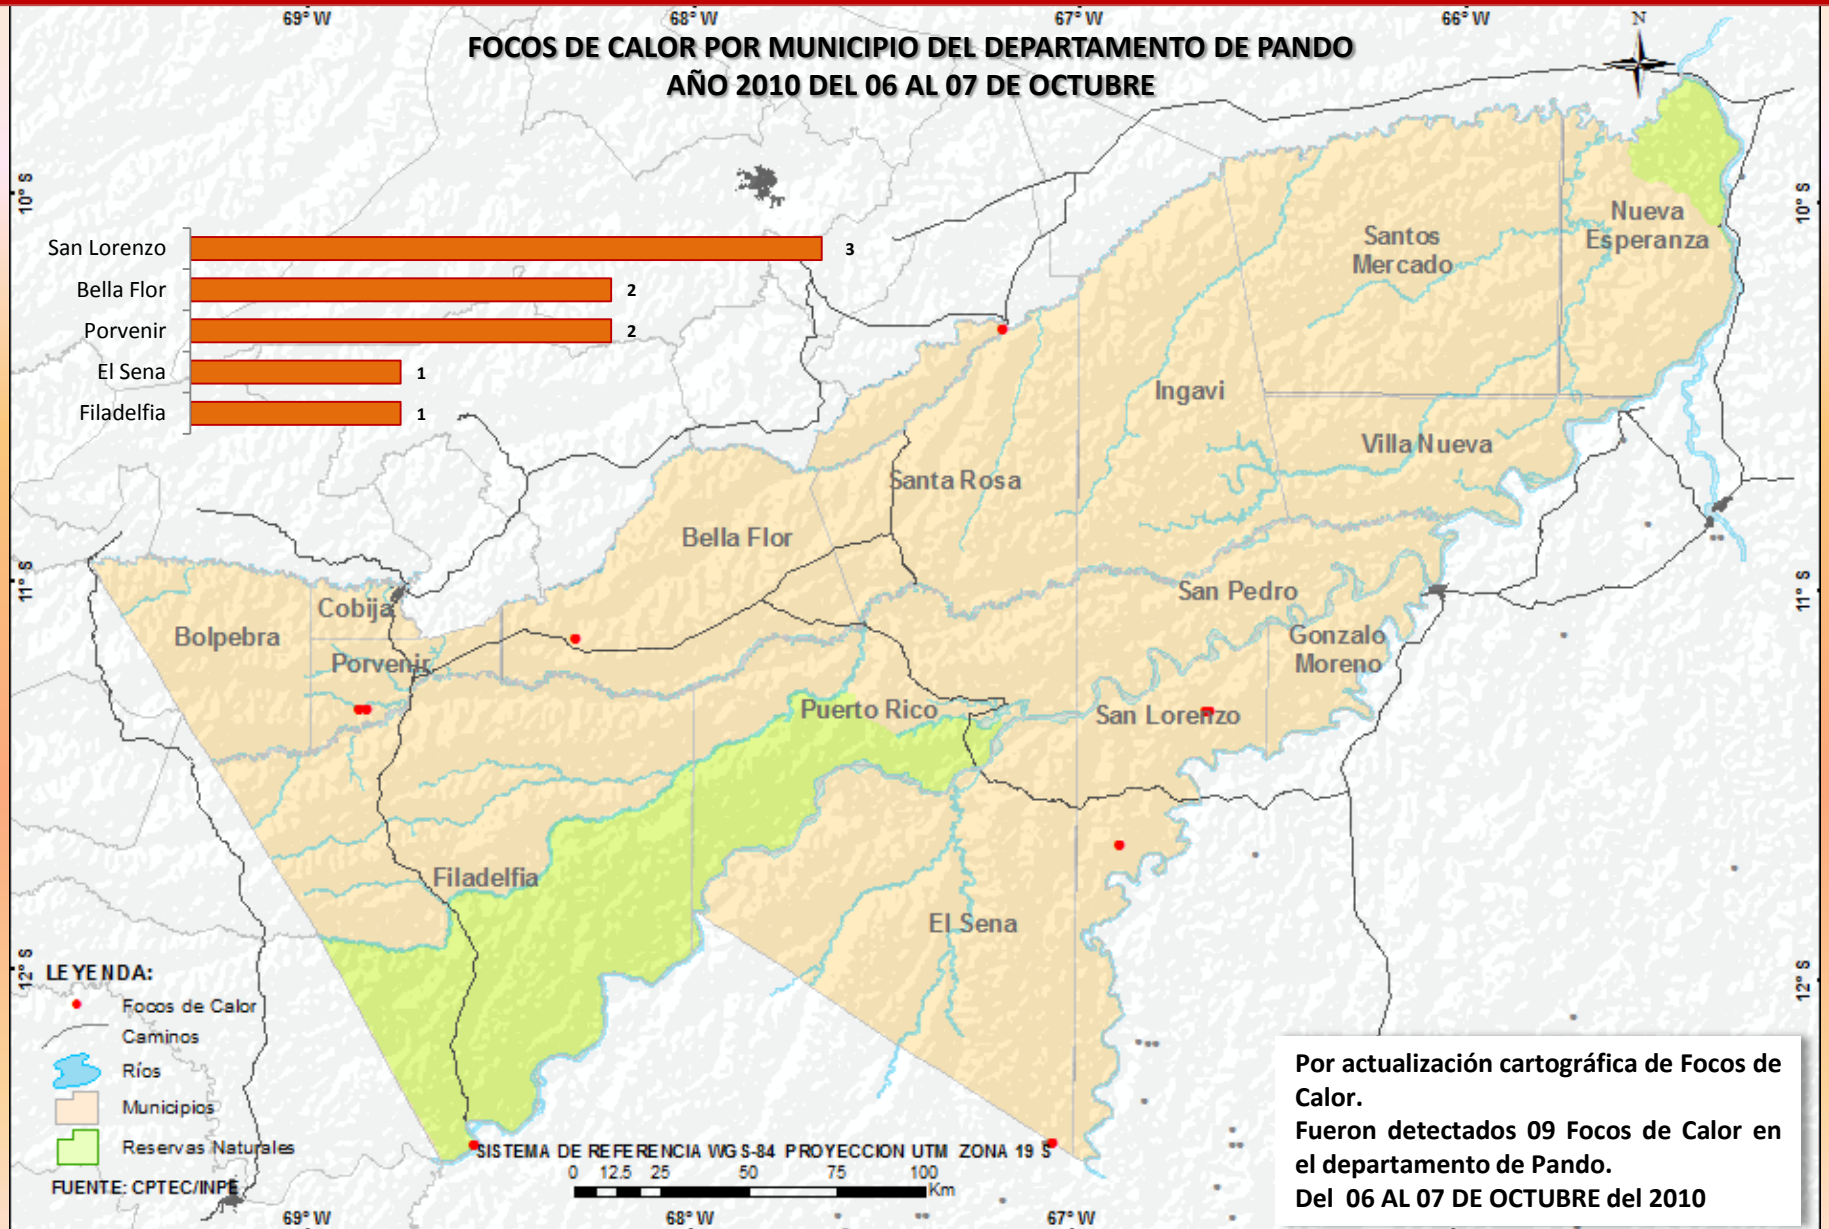 69° W 68° W 67° W 66° W N
FOCOS DE CALOR POR MUNICIPIO DEL DEPARTAMENTO DE PANDO
AÑO 2010 DEL 06 AL 07 DE OCTUBRE
10° S
10° S
San Lorenzo 3
Bella Flor 2
Porvenir 2
El Sena 1
Filadelfia 1
Nueva
Esperanza
Santos
Mercado
Ingavi
Villa Nueva
Santa Rosa
Bella Flor
11° S
11° S
San Pedro
Cobija
Bolpebra
Porvenir
Gonzalo
Moreno
Puerto Rico
San Lorenzo
Filadelfia
El Sena
12° S
12° S
LEYENDA:
Focos de Calor
Caminos
Ríos
Municipios
Reservas Naturales
FUENTE: CPTEC/INPE
SISTEMA DE REFERENCIA WGS-84 PROYECCION UTM ZONA 19 S
0 12.5 25 50 75 100
Km
Por actualización cartográfica de Focos de
Calor.
Fueron detectados 09 Focos de Calor en
el departamento de Pando.
Del 06 AL 07 DE OCTUBRE del 2010
69° W 68° W 67° W